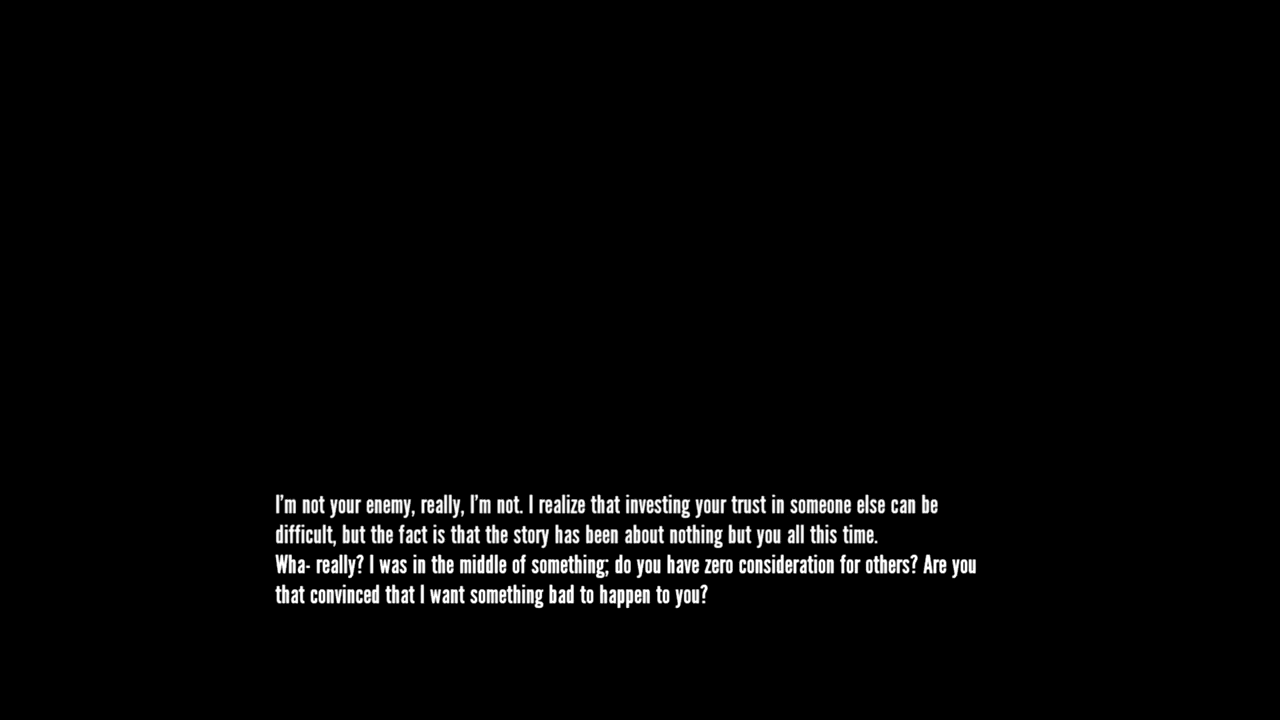 I'm not your enemy, really, I'm not. I realize that investing your trust in someone else can be
difficult, but the fact is that the story has been about nothing but you all this time.
Wha- really? I was in the middle of something; do you have zero consideration for others? Are you
that convinced that I want something bad to happen to you?